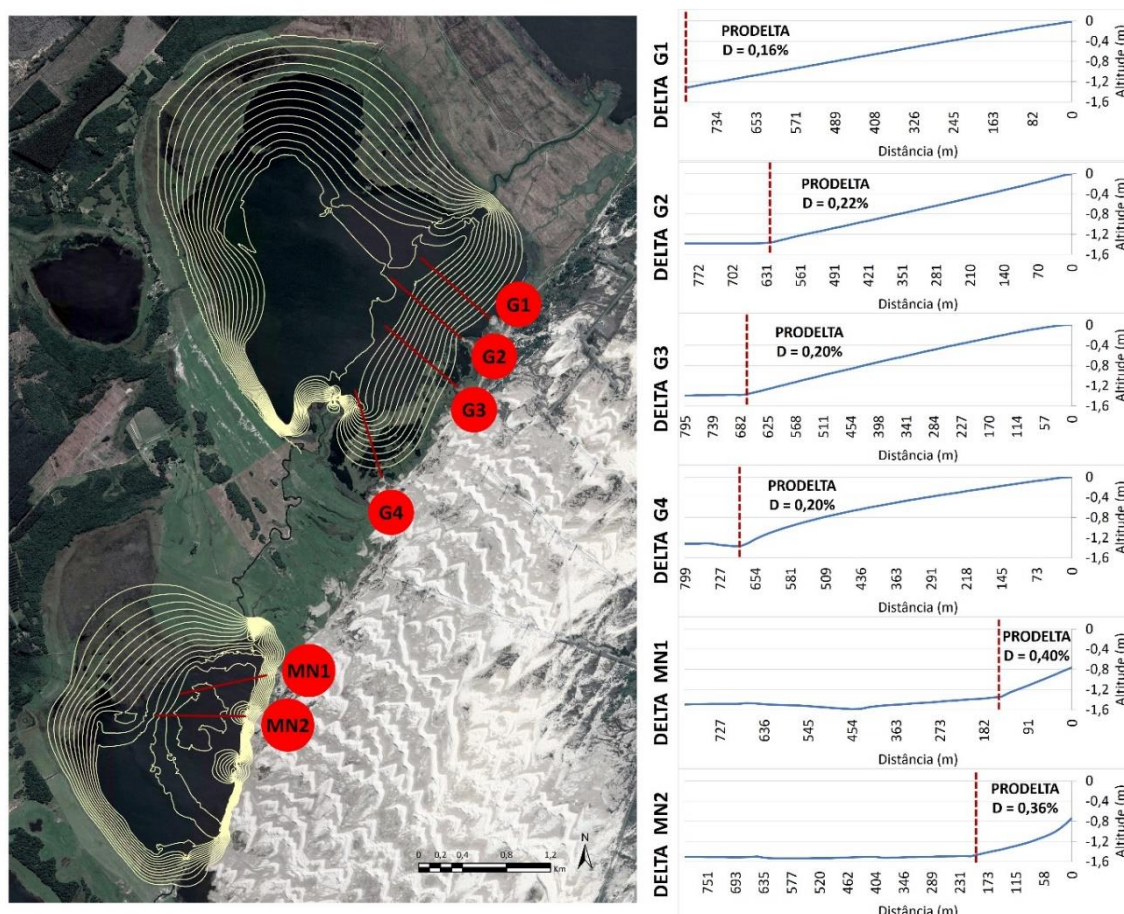 G1
G2
G3
G4
MN1
MN2
0 0,2 0,4 0,8 1,2
Km
N
DELTA G1
PRODELTA
D = 0,16%
0
-0,4
-0,8
-1,2
-1,6
Altitude (m)
734 653 571 489 408 326 245 163 82 0
Distância (m)
DELTA G2
PRODELTA
D = 0,22%
0
-0,4
-0,8
-1,2
-1,6
Altitude (m)
772 702 631 561 491 421 351 281 210 140 70 0
Distância (m)
DELTA G3
PRODELTA
D = 0,20%
0
-0,4
-0,8
-1,2
-1,6
Altitude (m)
795 739 682 625 568 511 454 398 341 284 227 170 114 57 0
Distância (m)
DELTA G4
PRODELTA
D = 0,20%
0
-0,4
-0,8
-1,2
-1,6
Altitude (m)
799 727 654 581 509 436 363 291 218 145 73 0
Distância (m)
DELTA MN1
PRODELTA
D = 0,40%
0
-0,4
-0,8
-1,2
-1,6
Altitude (m)
727 636 545 454 363 273 182 91 0
Distância (m)
DELTA MN2
PRODELTA
D = 0,36%
0
-0,4
-0,8
-1,2
-1,6
Altitude (m)
751 693 635 577 520 462 404 346 289 231 173 115 58 0
Distância (m)